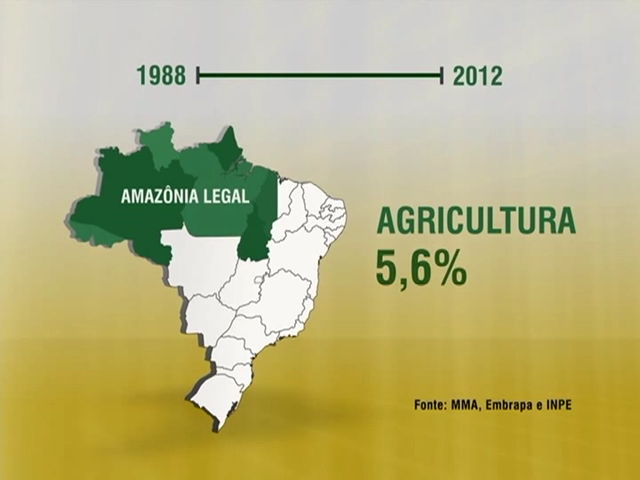 1988
2012
AMAZÔNIA LEGAL
AGRICULTURA
5,6%
Fonte: MMA, Embrapa e INPE